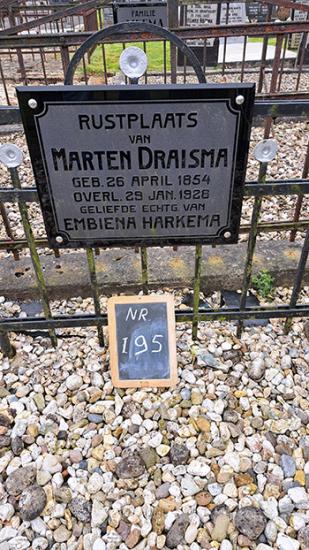 FAMILIE
RUSTPLAATS
VAN
MARTEN DRAISMA
GEB. 26 APRIL 1854
OVERL. 29 JAN. 1928
GELIEFDE ECHTG. VAN
EMBIENA HARKEMA
NR.
195